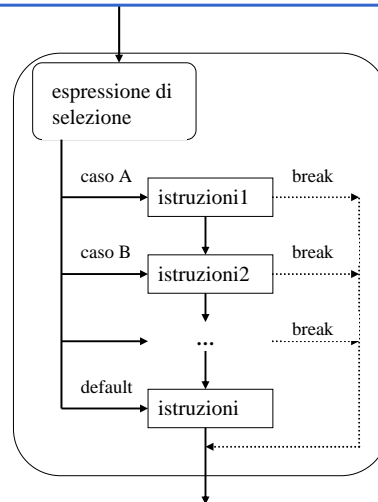 espressione di
selezione
caso A
istruzioni1
break
caso B
istruzioni2
break
...
break
default
istruzioni